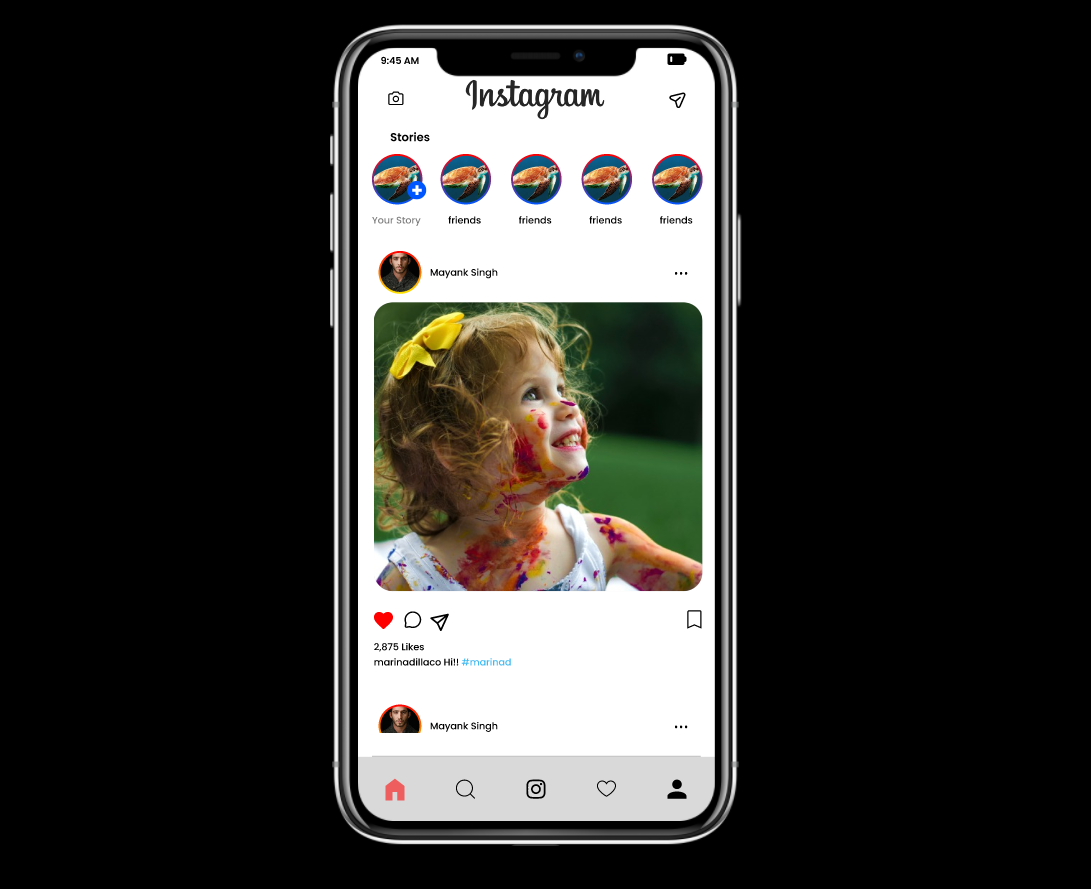 9:45 AM
Instagram
Stories
Your Story friends friends friends friends
Mayank Singh
2,875 Likes
marinadillaco Hi!! #marinad
Mayank Singh